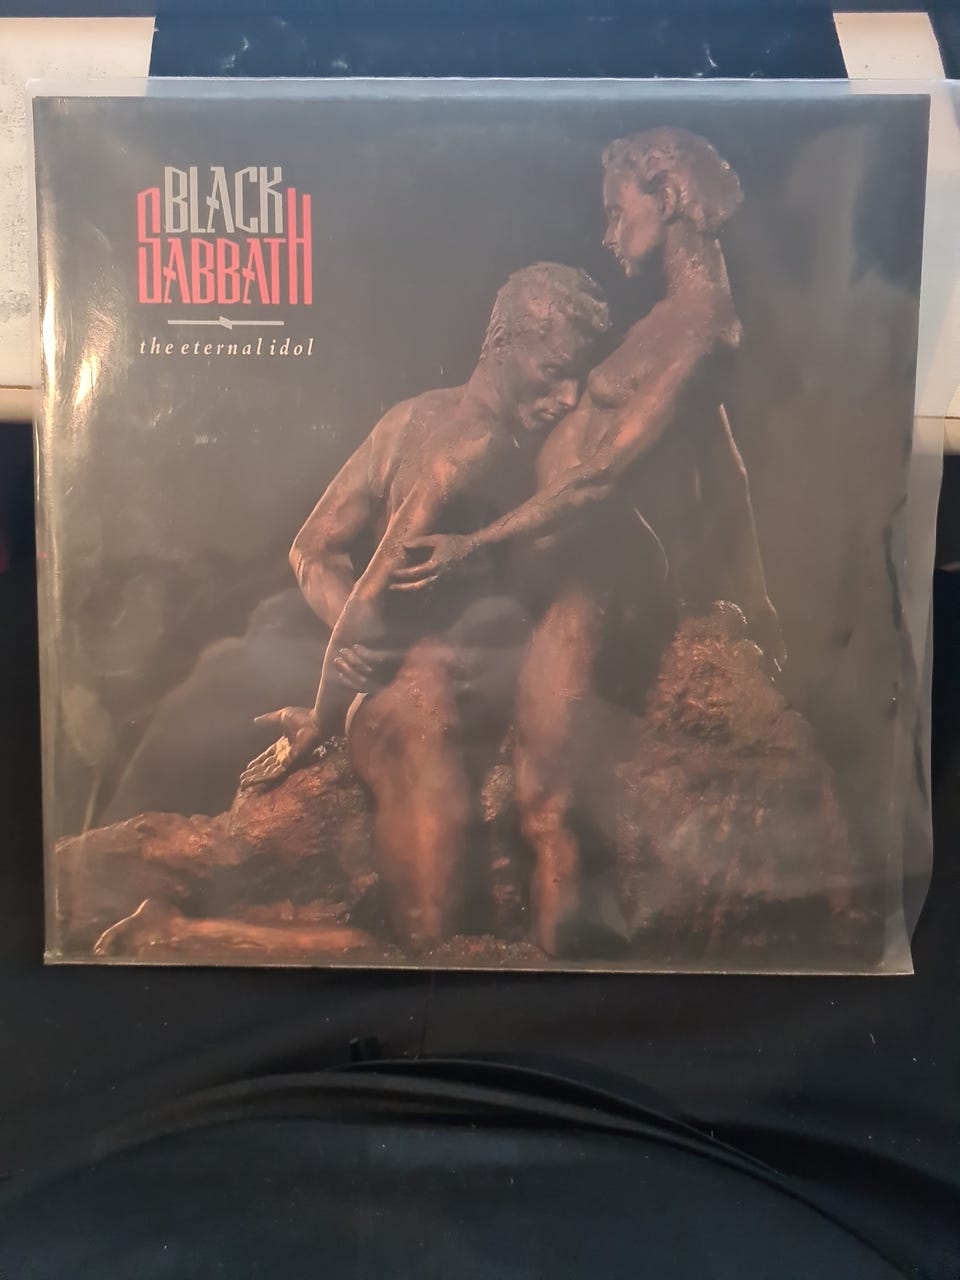 BLACK
SABBATH
the eternal idol